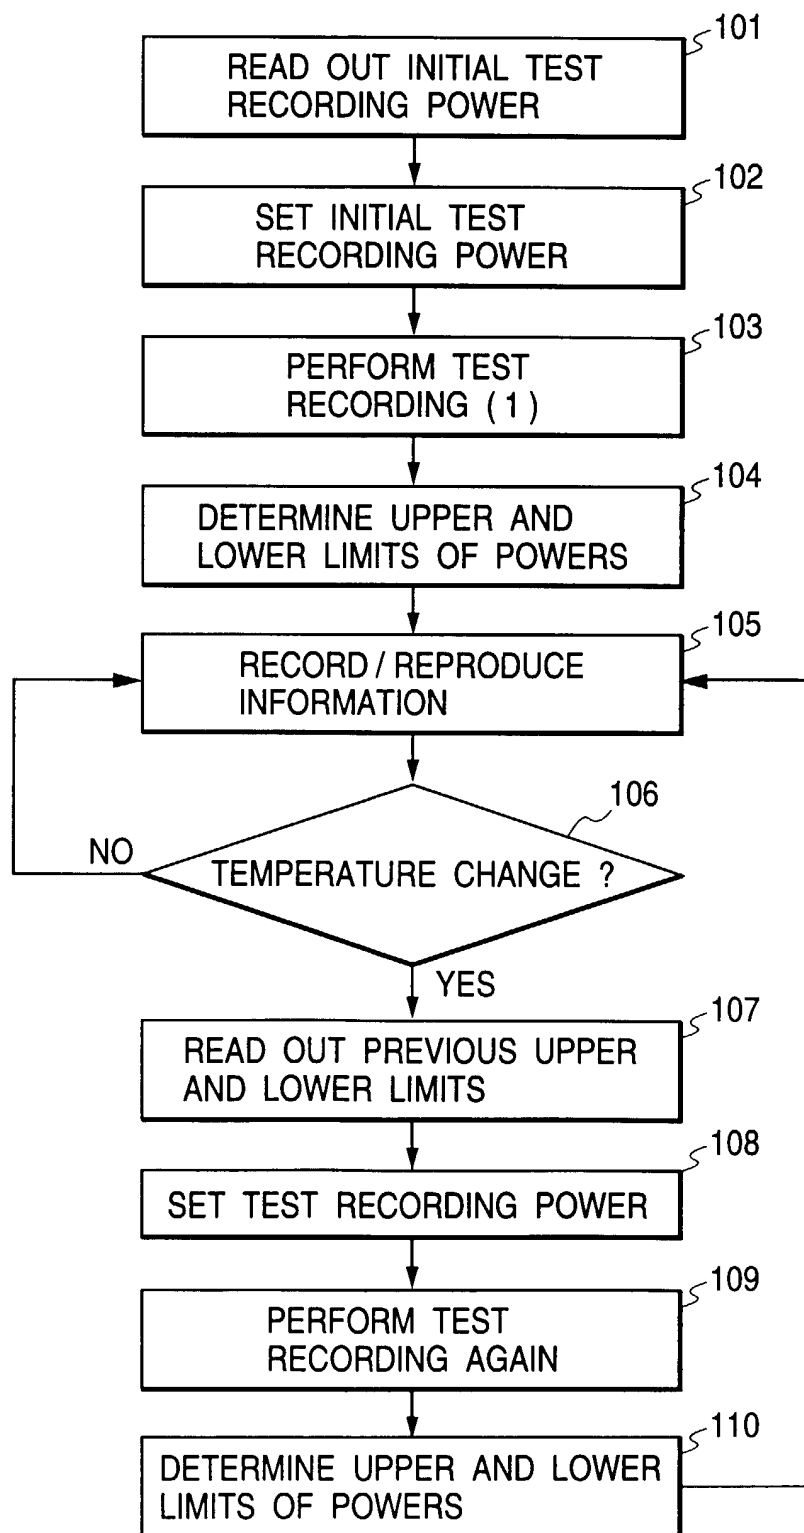 101
READ OUT INITIAL TEST
RECORDING POWER
102
SET INITIAL TEST
RECORDING POWER
103
PERFORM TEST
RECORDING (1)
104
DETERMINE UPPER AND
LOWER LIMITS OF POWERS
105
RECORD/REPRODUCE
INFORMATION
106
NO
TEMPERATURE CHANGE ?
YES
107
READ OUT PREVIOUS UPPER
AND LOWER LIMITS
108
SET TEST RECORDING POWER
109
PERFORM TEST
RECORDING AGAIN
110
DETERMINE UPPER AND LOWER
LIMITS OF POWERS